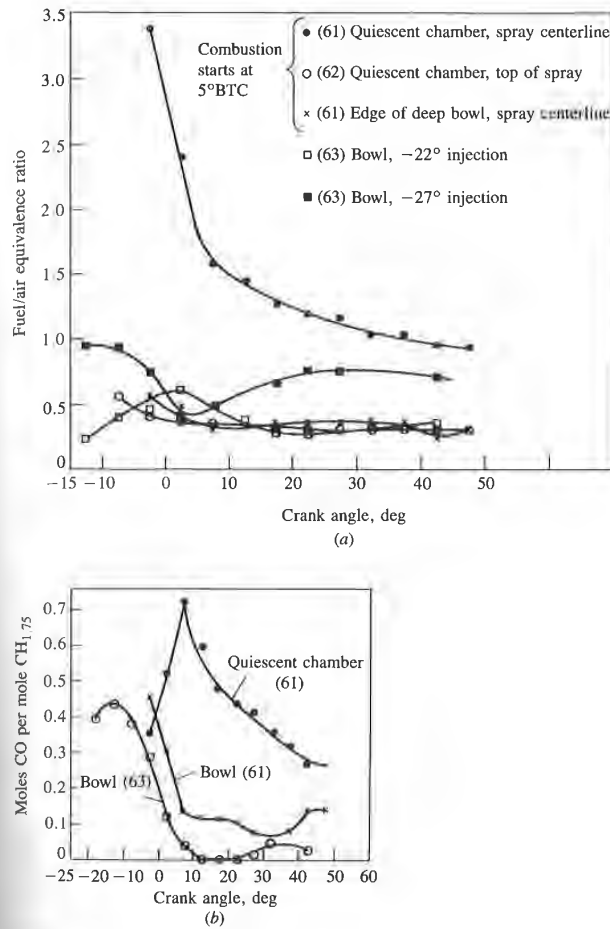 (61) Quiescent chamber, spray centerline
Combustion
starts at
5°BTC
(62) Quiescent chamber, top of spray
(61) Edge of deep bowl, spray centerline
(63) Bowl, −22° injection
(63) Bowl, −27° injection
Fuel/air equivalence ratio
3.5
3.0
2.5
2.0
1.5
1.0
0.5
0
−15 −10 0 10 20 30 40 50
Crank angle, deg
(a)
Moles CO per mole CH1.75
0.7
0.6
0.5
0.4
0.3
0.2
0.1
0
Quiescent chamber
(61)
Bowl (61)
Bowl (63)
−25 −20 −10 0 10 20 30 40 50 60
Crank angle, deg
(b)